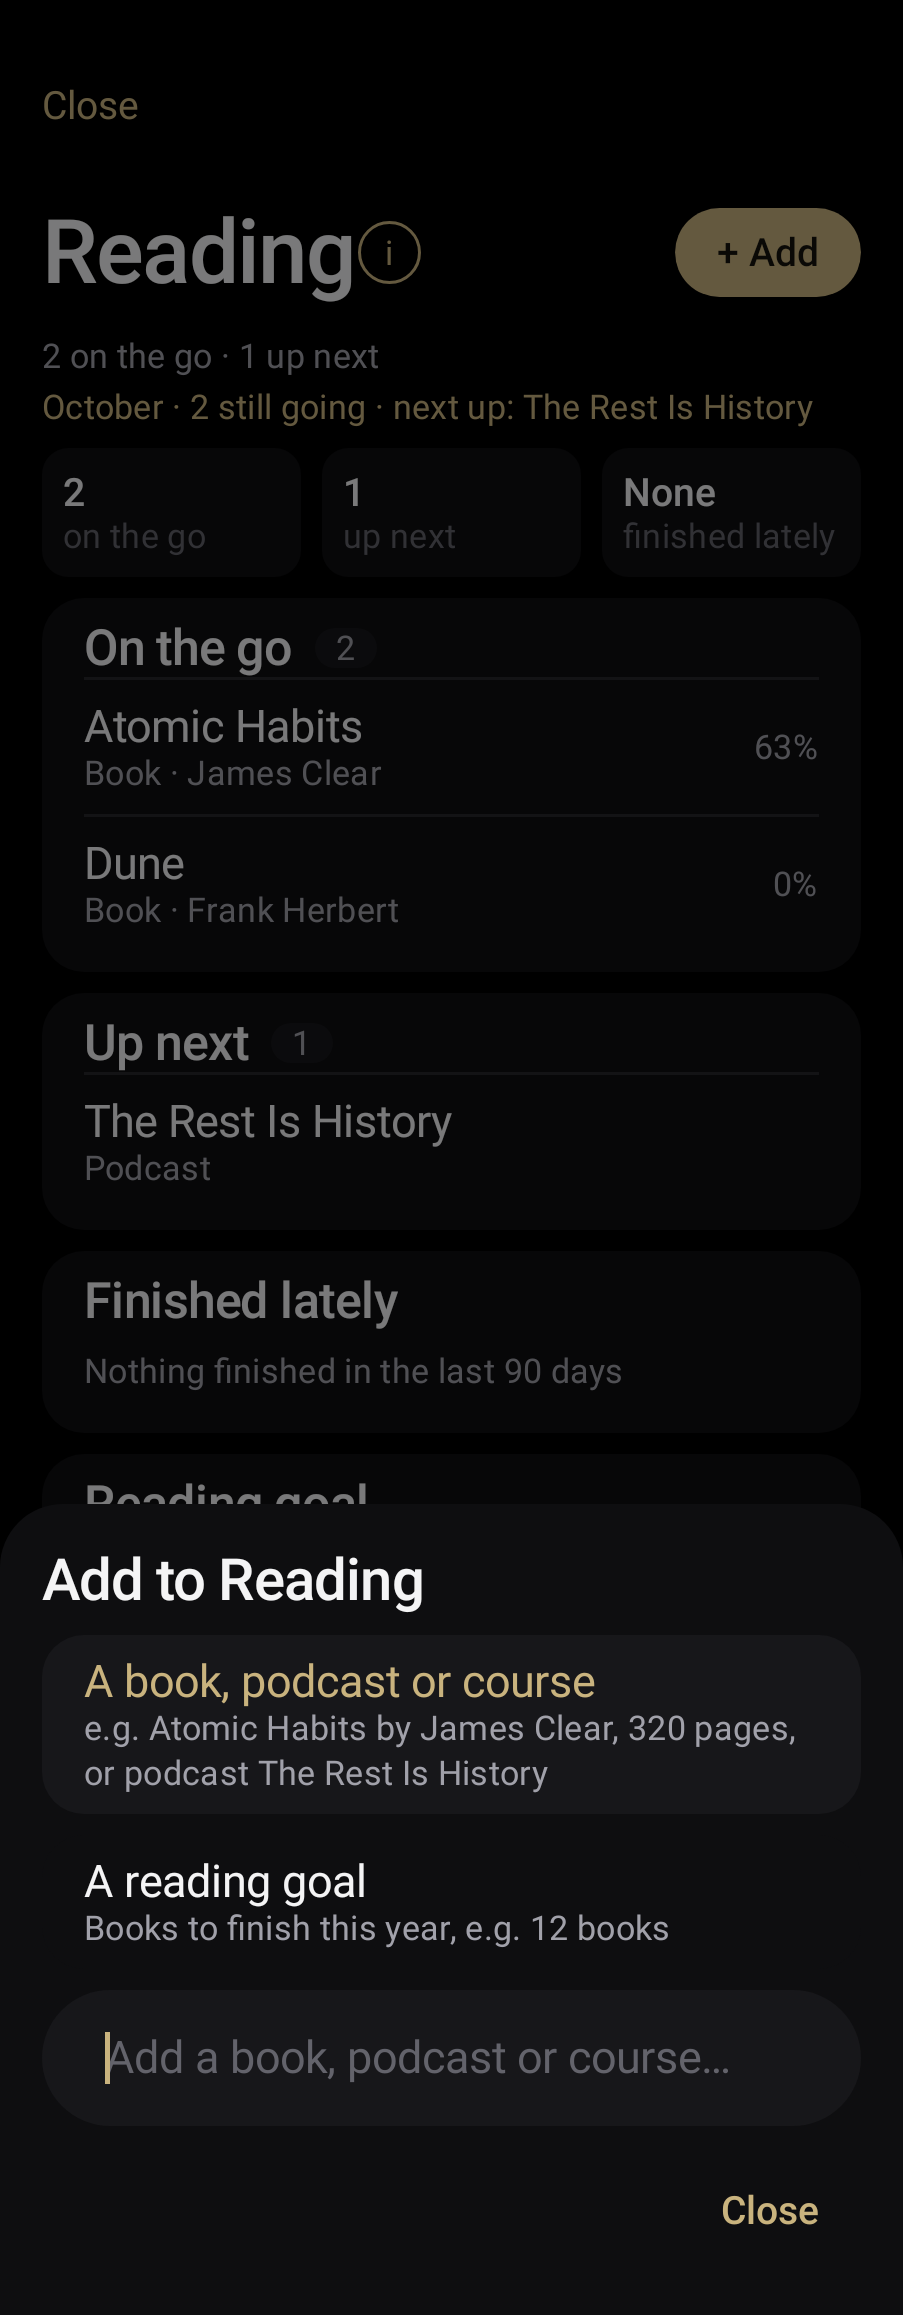 Close
Reading i
+ Add
2 on the go · 1 up next
October · 2 still going · next up: The Rest Is History
2
on the go
1
up next
None
finished lately
On the go 2
Atomic Habits
Book · James Clear
63%
Dune
Book · Frank Herbert
0%
Up next 1
The Rest Is History
Podcast
Finished lately
Nothing finished in the last 90 days
Reading goal
Add to Reading
A book, podcast or course
e.g. Atomic Habits by James Clear, 320 pages,
or podcast The Rest Is History
A reading goal
Books to finish this year, e.g. 12 books
Add a book, podcast or course…
Close